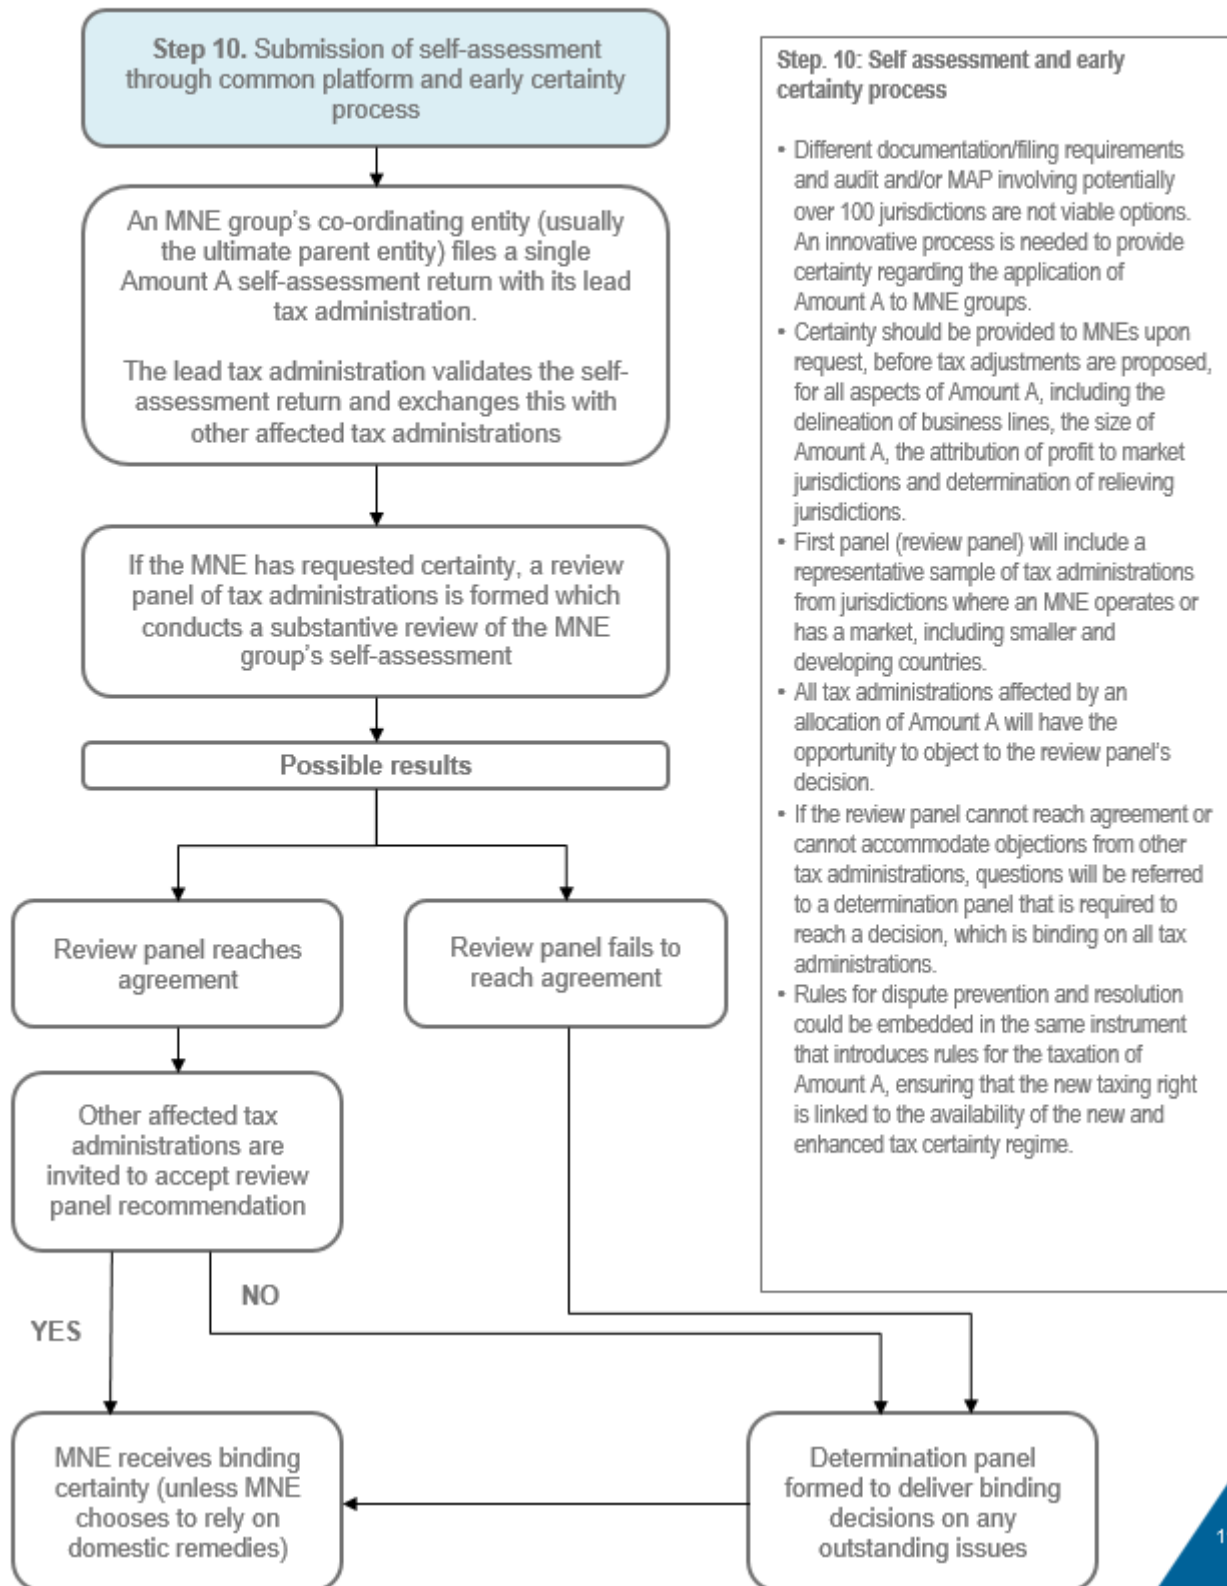 Step 10. Submission of self-assessment
through common platform and early certainty
process
An MNE group's co-ordinating entity (usually
the ultimate parent entity) files a single
Amount A self-assessment return with its lead
tax administration.
The lead tax administration validates the self-
assessment return and exchanges this with
other affected tax administrations
If the MNE has requested certainty, a review
panel of tax administrations is formed which
conducts a substantive review of the MNE
group's self-assessment
Possible results
Review panel reaches
agreement
Review panel fails to
reach agreement
Other affected tax
administrations are
invited to accept review
panel recommendation
YES
NO
MNE receives binding
certainty (unless MNE
chooses to rely on
domestic remedies)
Determination panel
formed to deliver binding
decisions on any
outstanding issues
Step. 10: Self assessment and early
certainty process
• Different documentation/filing requirements
and audit and/or MAP involving potentially
over 100 jurisdictions are not viable options.
An innovative process is needed to provide
certainty regarding the application of
Amount A to MNE groups.
• Certainty should be provided to MNEs upon
request, before tax adjustments are proposed,
for all aspects of Amount A, including the
delineation of business lines, the size of
Amount A, the attribution of profit to market
jurisdictions and determination of relieving
jurisdictions.
• First panel (review panel) will include a
representative sample of tax administrations
from jurisdictions where an MNE operates or
has a market, including smaller and
developing countries.
• All tax administrations affected by an
allocation of Amount A will have the
opportunity to object to the review panel's
decision.
• If the review panel cannot reach agreement or
cannot accommodate objections from other
tax administrations, questions will be referred
to a determination panel that is required to
reach a decision, which is binding on all tax
administrations.
• Rules for dispute prevention and resolution
could be embedded in the same instrument
that introduces rules for the taxation of
Amount A, ensuring that the new taxing right
is linked to the availability of the new and
enhanced tax certainty regime.
1